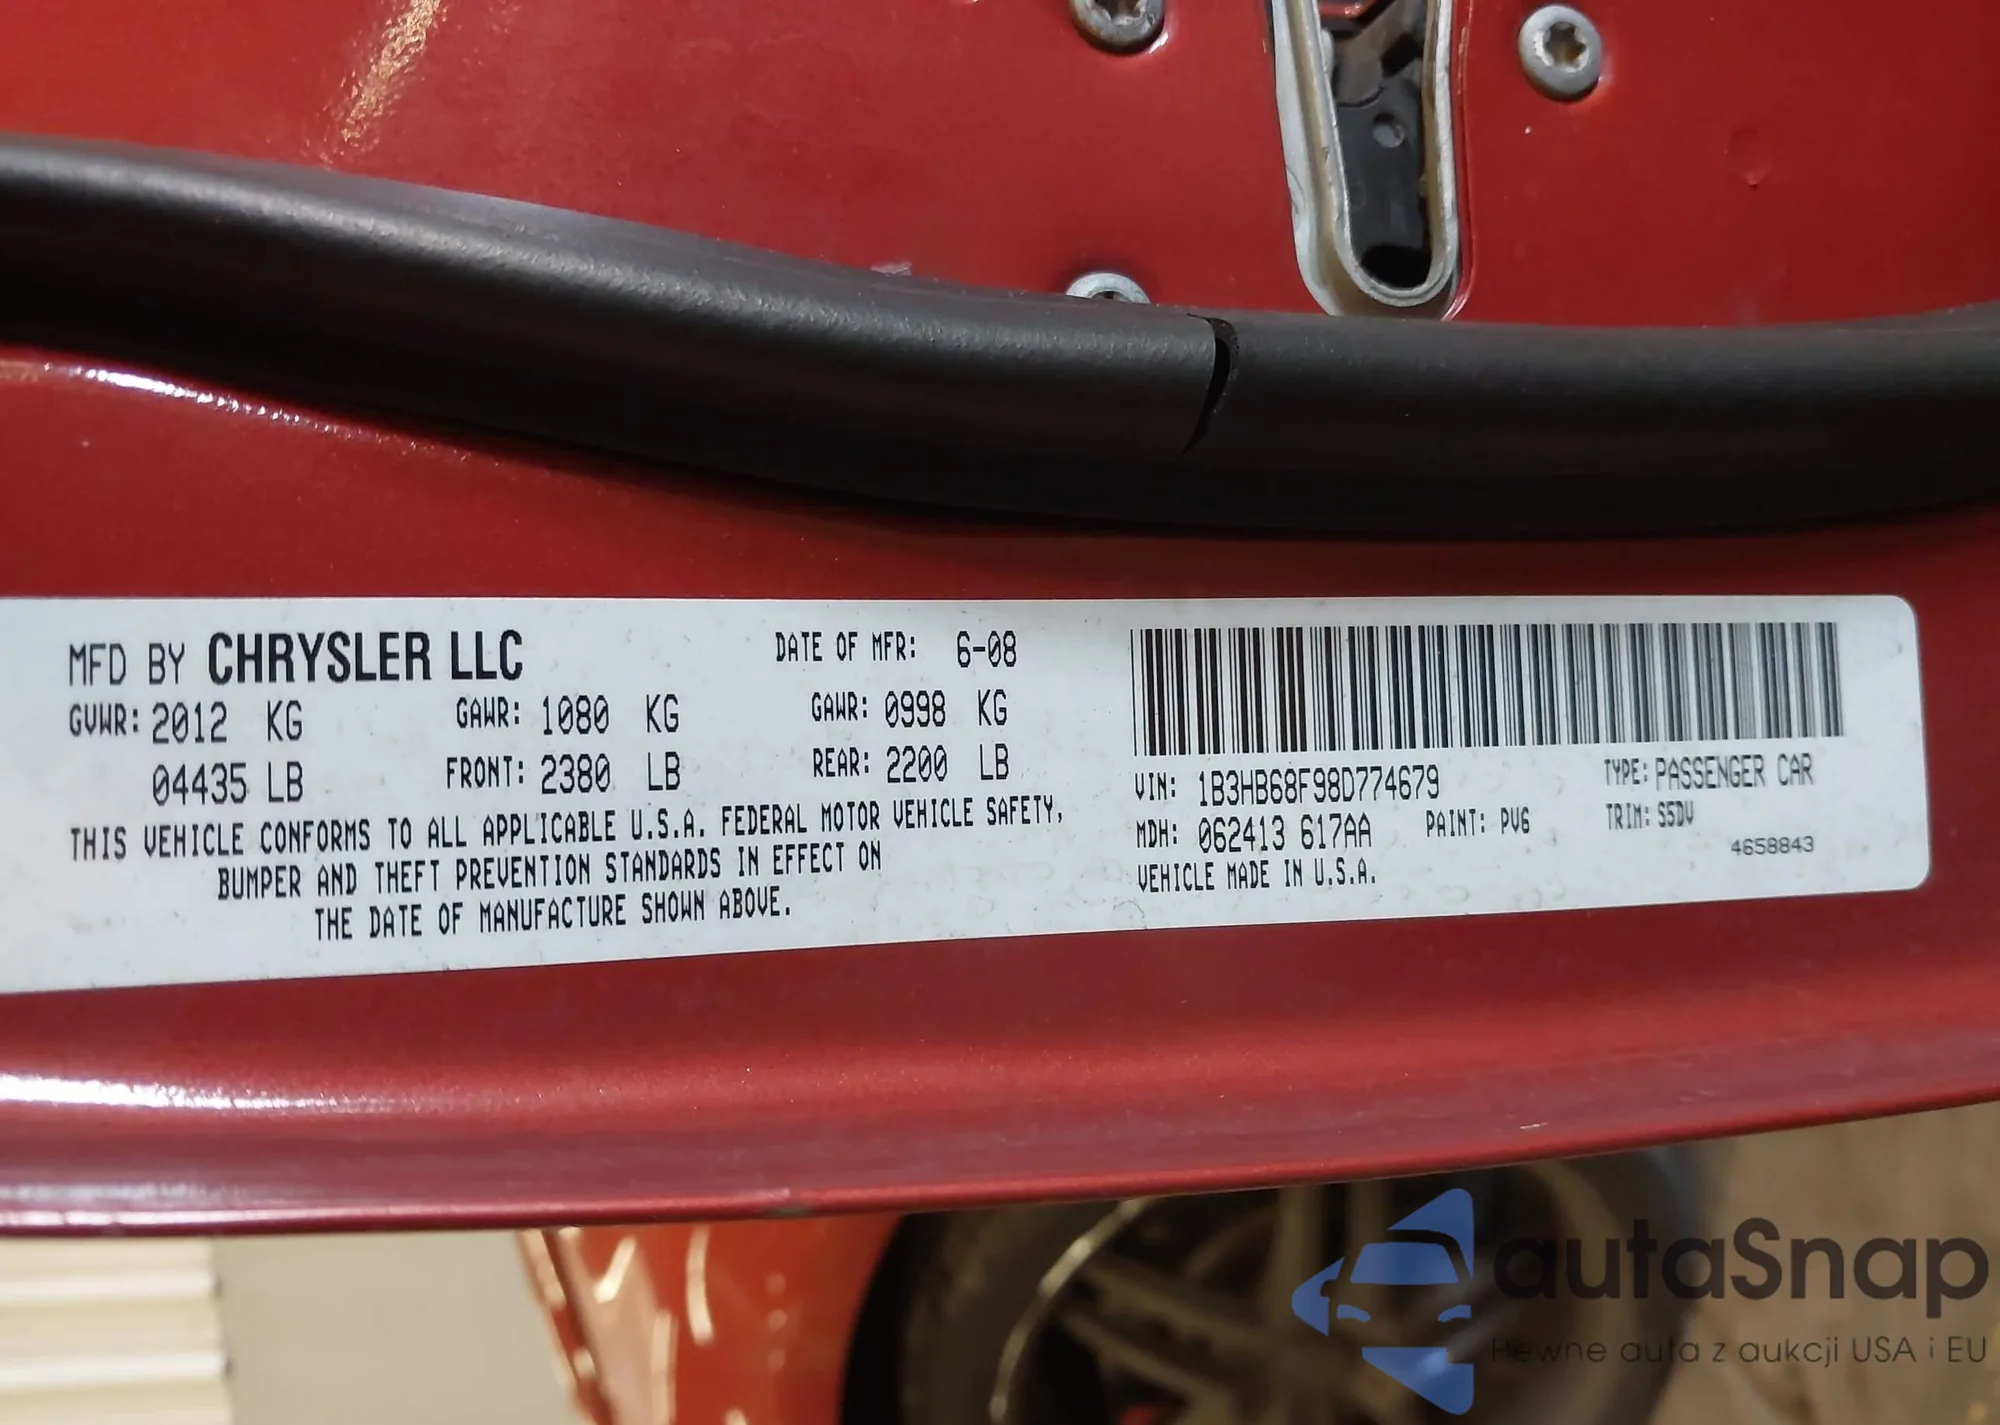 MFD BY CHRYSLER LLC DATE OF MFR: 6-08
GVWR: 2012 KG GAWR: 1080 KG GAWR: 0998 KG
04435 LB FRONT: 2380 LB REAR: 2200 LB
THIS VEHICLE CONFORMS TO ALL APPLICABLE U.S.A. FEDERAL MOTOR VEHICLE SAFETY,
BUMPER AND THEFT PREVENTION STANDARDS IN EFFECT ON
THE DATE OF MANUFACTURE SHOWN ABOVE.
VIN: 1B3HB68F98D774679 TYPE: PASSENGER CAR
MDH: 062413 617AA PAINT: PV6 TRIM: S5DV
VEHICLE MADE IN U.S.A. 4658843
autaSnap
Pewne auta z aukcji USA i EU